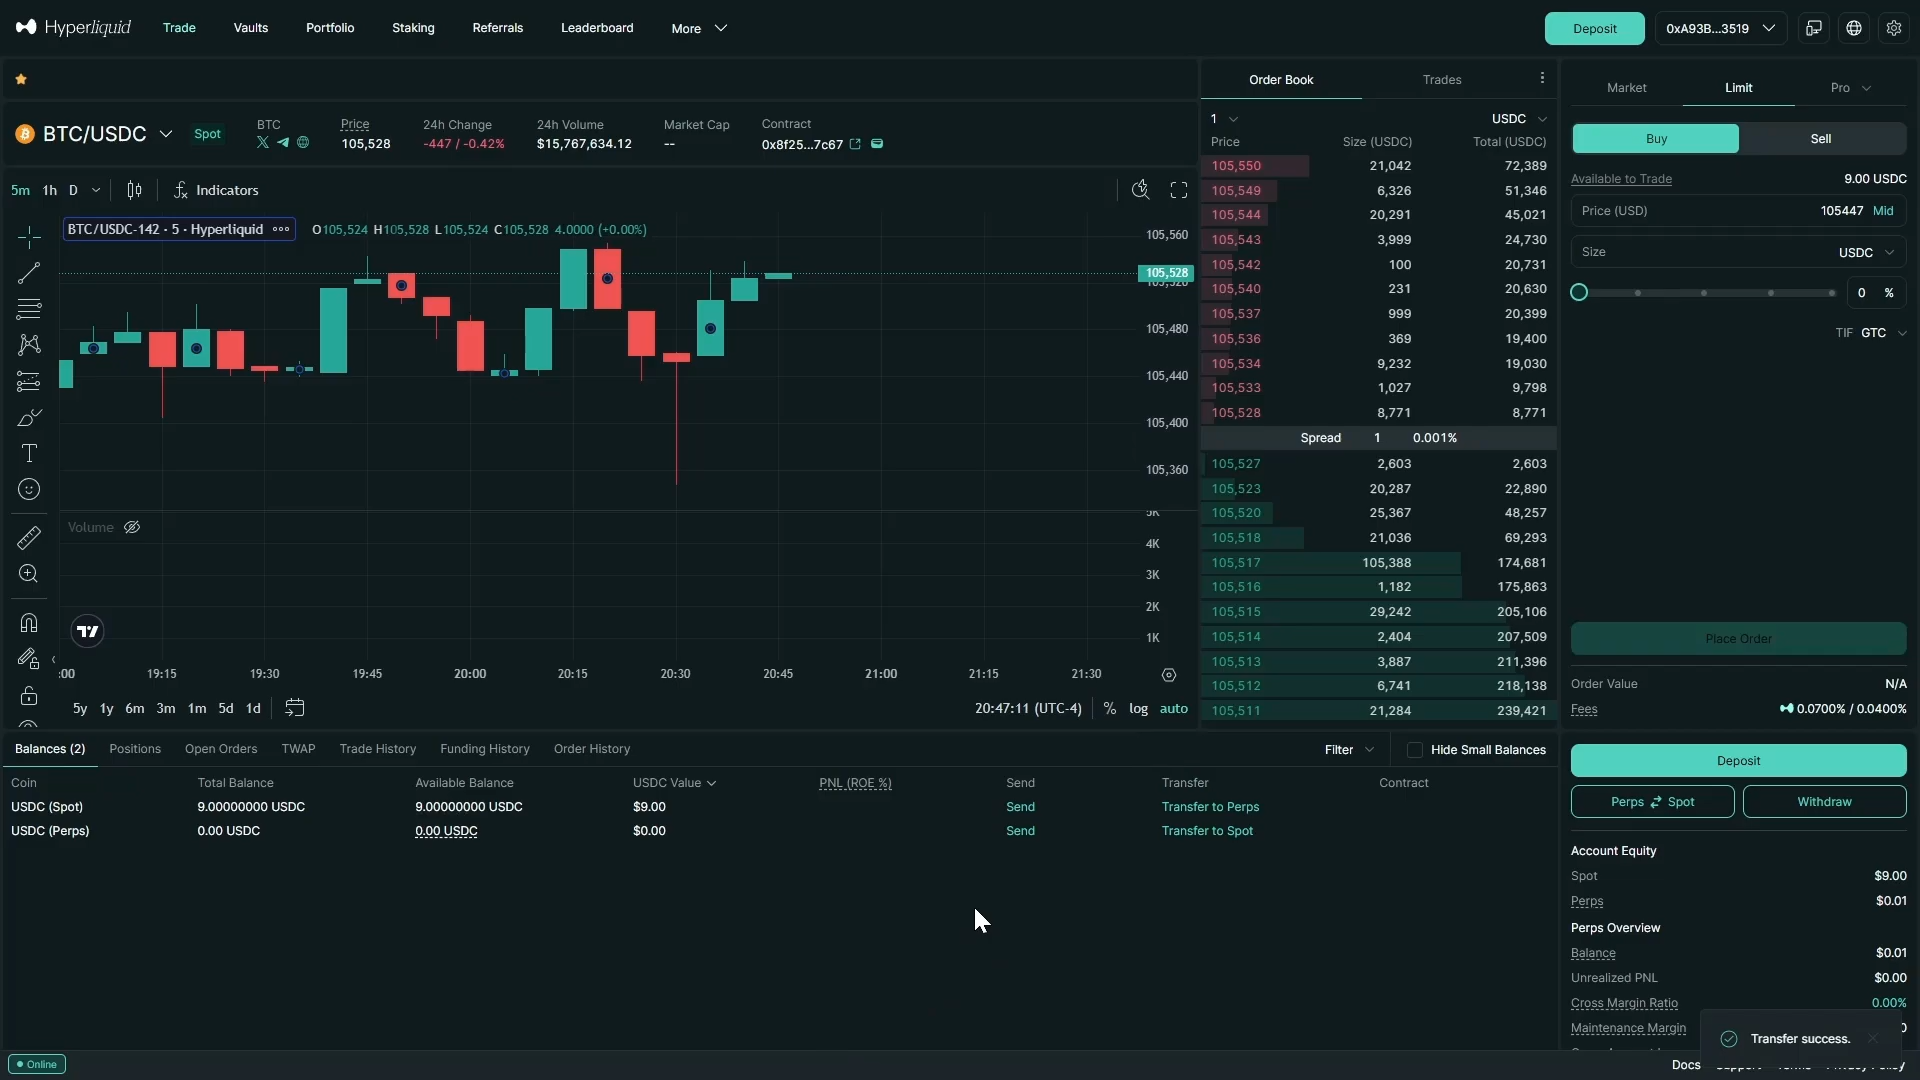 Hyperliquid Trade Vaults Portfolio Staking Referrals Leaderboard More Deposit 0xA93B...3519
BTC/USDC Spot
BTC
Price
105,528
24h Change
-447 / -0.42%
24h Volume
$15,767,634.12
Market Cap
--
Contract
0x8f25...7c67
5m 1h D Indicators
BTC/USDC-142 · 5 · Hyperliquid O105,524 H105,528 L105,524 C105,528 4.0000 (+0.00%)
105,560
105,528
105,520
105,480
105,440
105,400
105,360
Volume
5K
4K
3K
2K
1K
:00 19:15 19:30 19:45 20:00 20:15 20:30 20:45 21:00 21:15 21:30
5y 1y 6m 3m 1m 5d 1d 20:47:11 (UTC-4) % log auto
Order Book Trades
1 USDC
Price Size (USDC) Total (USDC)
105,550 21,042 72,389
105,549 6,326 51,346
105,544 20,291 45,021
105,543 3,999 24,730
105,542 100 20,731
105,540 231 20,630
105,537 999 20,399
105,536 369 19,400
105,534 9,232 19,030
105,533 1,027 9,798
105,528 8,771 8,771
Spread 1 0.001%
105,527 2,603 2,603
105,523 20,287 22,890
105,520 25,367 48,257
105,518 21,036 69,293
105,517 105,388 174,681
105,516 1,182 175,863
105,515 29,242 205,106
105,514 2,404 207,509
105,513 3,887 211,396
105,512 6,741 218,138
105,511 21,284 239,421
Market Limit Pro
Buy Sell
Available to Trade 9.00 USDC
Price (USD) 105447 Mid
Size USDC
0 %
TIF GTC
Place Order
Order Value N/A
Fees 0.0700% / 0.0400%
Balances (2) Positions Open Orders TWAP Trade History Funding History Order History Filter Hide Small Balances
Coin Total Balance Available Balance USDC Value PNL (ROE %) Send Transfer Contract
USDC (Spot) 9.00000000 USDC 9.00000000 USDC $9.00 Send Transfer to Perps
USDC (Perps) 0.00 USDC 0.00 USDC $0.00 Send Transfer to Spot
Deposit
Perps Spot Withdraw
Account Equity
Spot $9.00
Perps $0.01
Perps Overview
Balance $0.01
Unrealized PNL $0.00
Cross Margin Ratio 0.00%
Maintenance Margin
Transfer success.
Online
Docs